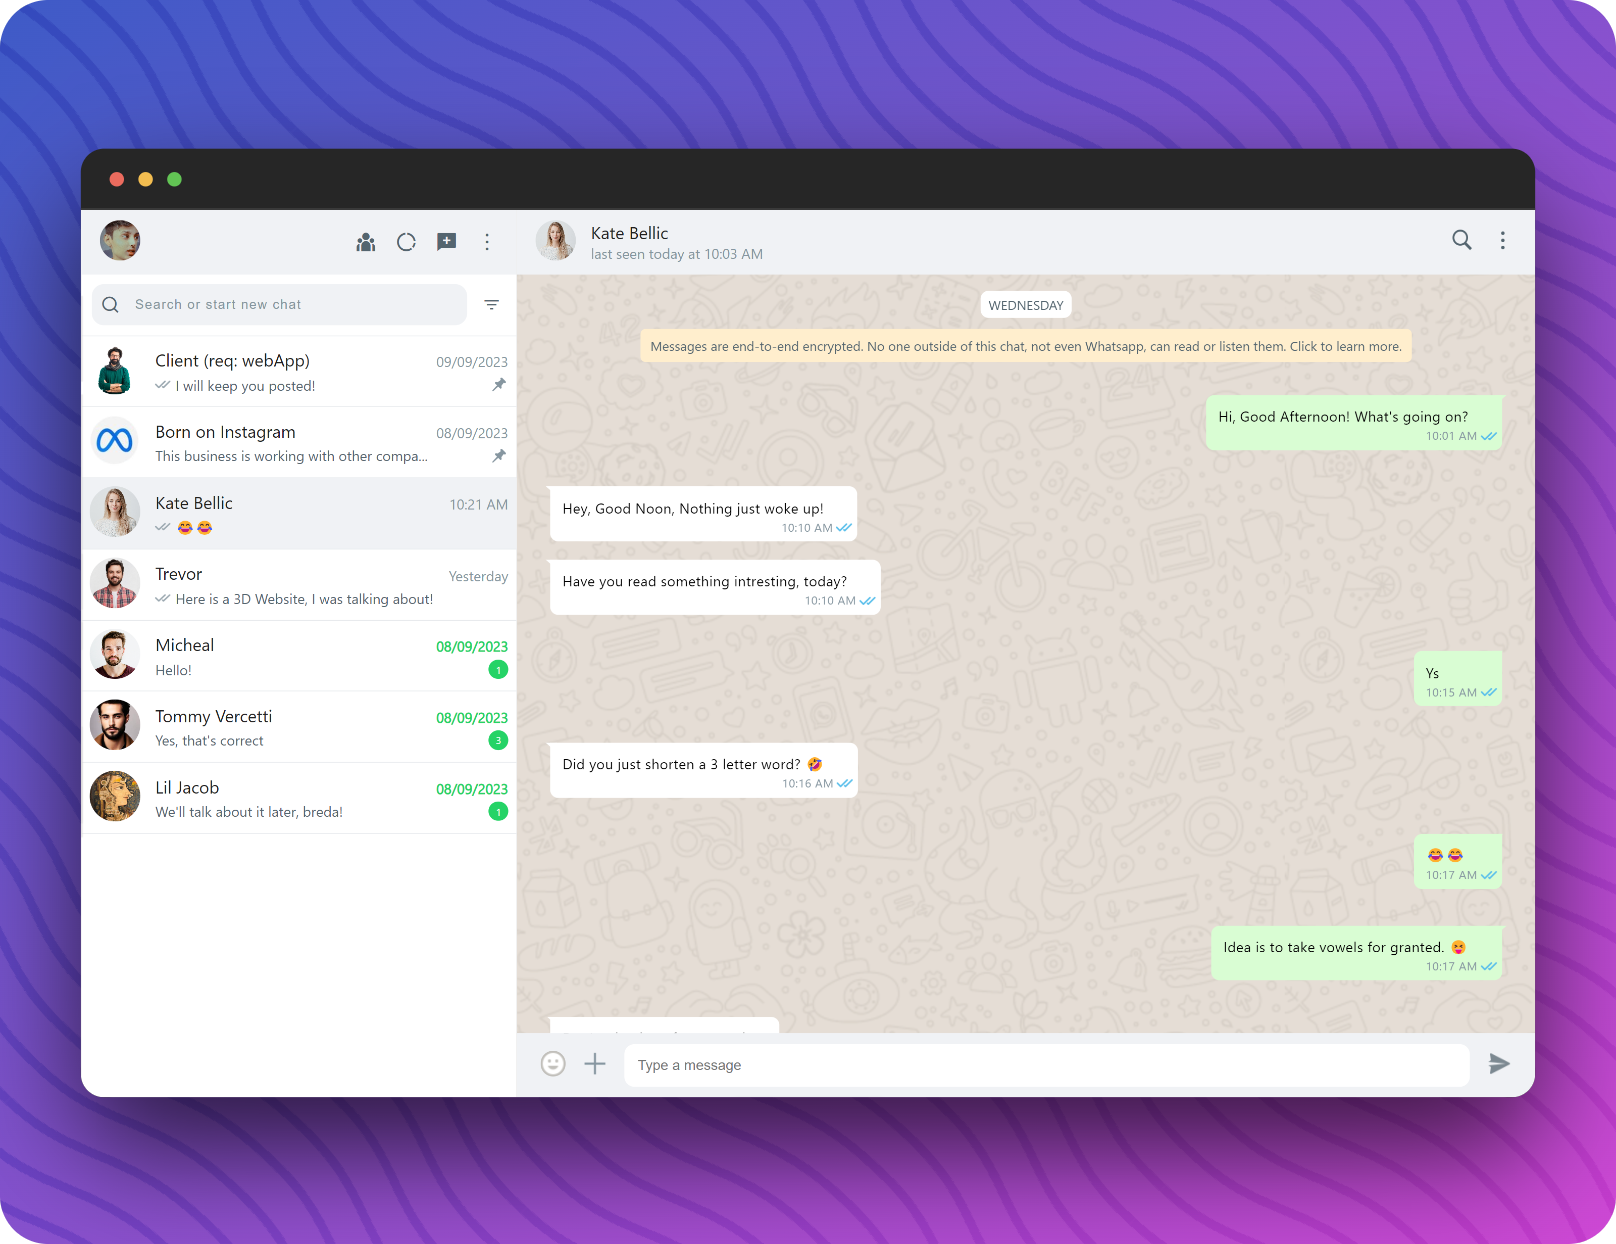 Search or start new chat
Client (req: webApp)
09/09/2023
I will keep you posted!
Born on Instagram
08/09/2023
This business is working with other compa...
Kate Bellic
10:21 AM
😂 😂
Trevor
Yesterday
Here is a 3D Website, I was talking about!
Micheal
08/09/2023
Hello!
1
Tommy Vercetti
08/09/2023
Yes, that's correct
3
Lil Jacob
08/09/2023
We'll talk about it later, breda!
1
Kate Bellic
last seen today at 10:03 AM
WEDNESDAY
Messages are end-to-end encrypted. No one outside of this chat, not even Whatsapp, can read or listen them. Click to learn more.
Hi, Good Afternoon! What's going on?
10:01 AM
Hey, Good Noon, Nothing just woke up!
10:10 AM
Have you read something intresting, today?
10:10 AM
Ys
10:15 AM
Did you just shorten a 3 letter word? 🤣
10:16 AM
😂 😂
10:17 AM
Idea is to take vowels for granted. 😝
10:17 AM
Type a message